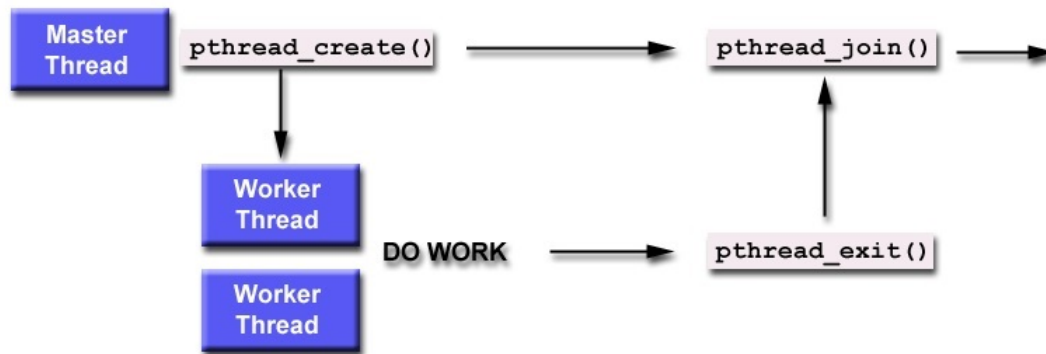 Master
Thread
pthread_create()
pthread_join()
Worker
Thread
DO WORK
pthread_exit()
Worker
Thread